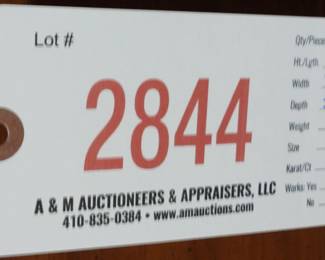 Lot #
2844
A & M AUCTIONEERS & APPRAISERS, LLC
410-835-0384 • www.amauctions.com
Qty/Piece
Ht./Lgth
Width
Depth
Weight
Size
Karat/Ct
Works: Yes
No